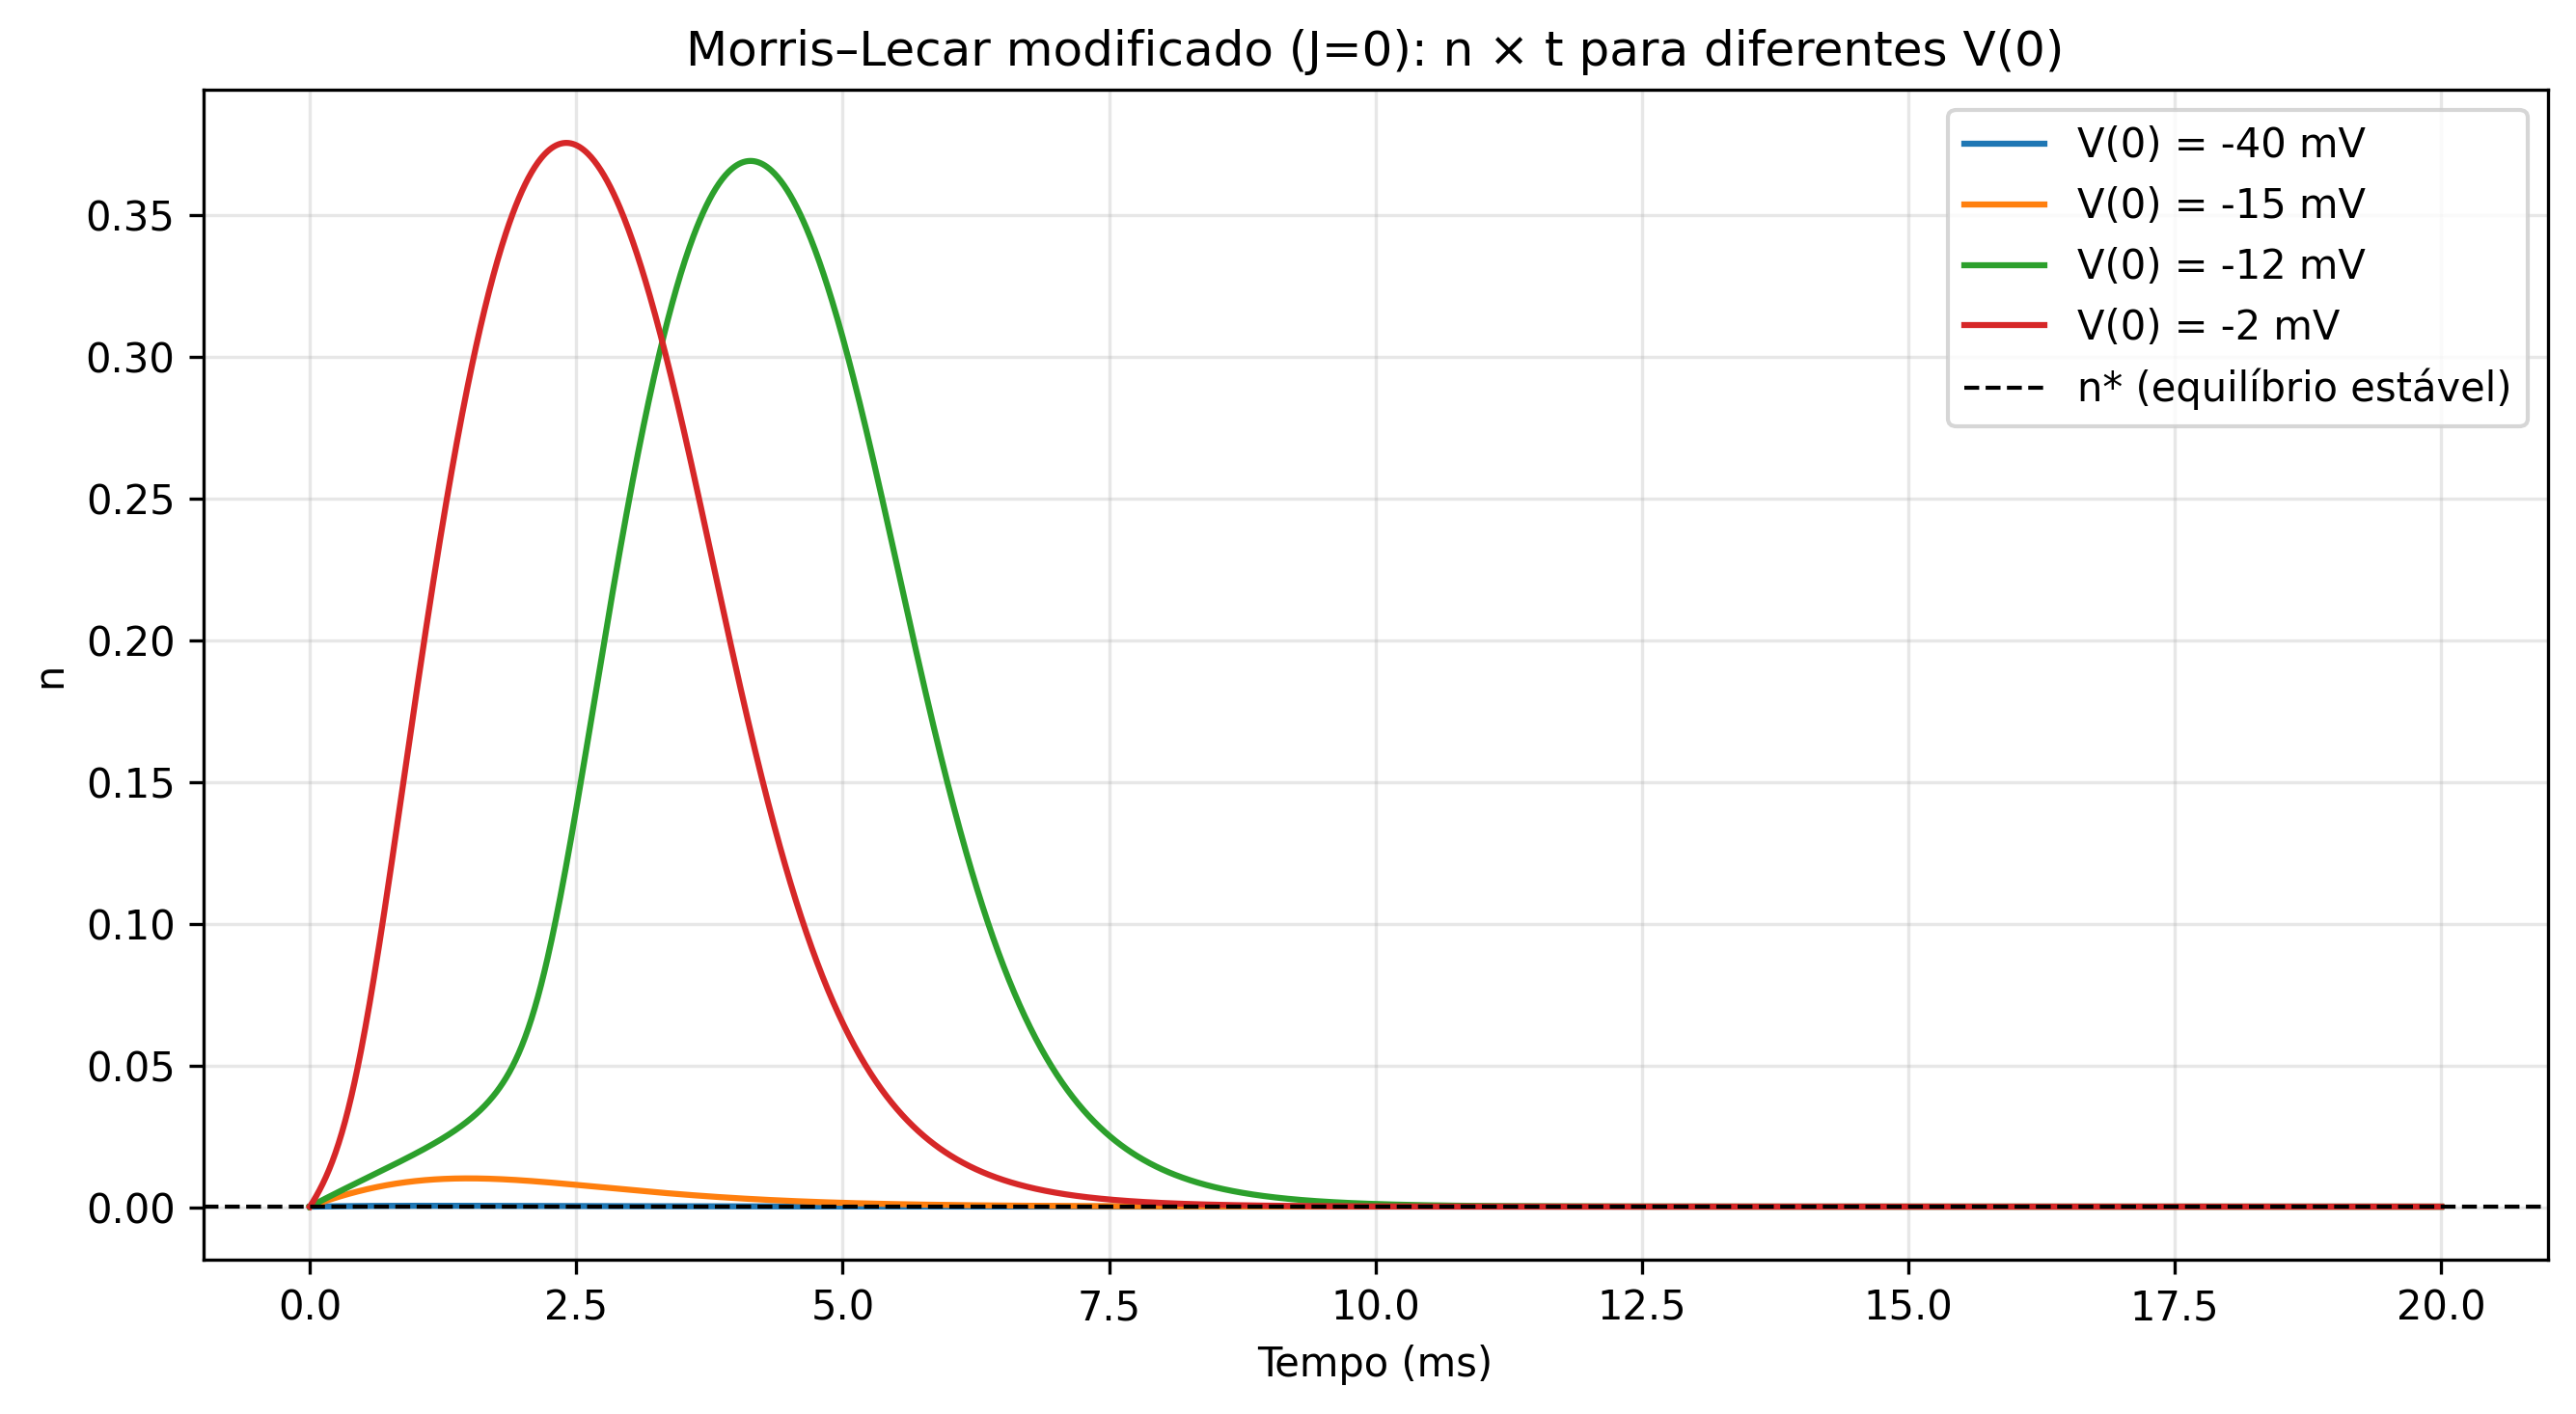 Morris–Lecar modificado (J=0): n × t para diferentes V(0)
V(0) = -40 mV
V(0) = -15 mV
V(0) = -12 mV
V(0) = -2 mV
n* (equilíbrio estável)
n
0.35
0.30
0.25
0.20
0.15
0.10
0.05
0.00
0.0 2.5 5.0 7.5 10.0 12.5 15.0 17.5 20.0
Tempo (ms)